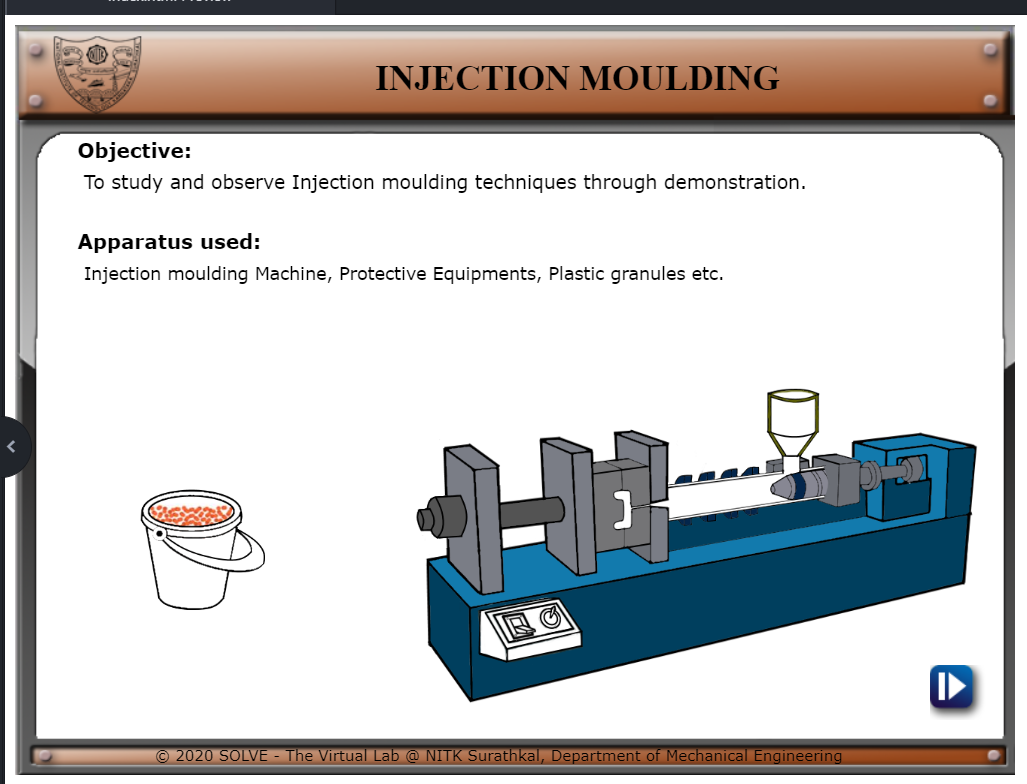 INJECTION MOULDING
Objective:
To study and observe Injection moulding techniques through demonstration.
Apparatus used:
Injection moulding Machine, Protective Equipments, Plastic granules etc.
© 2020 SOLVE - The Virtual Lab @ NITK Surathkal, Department of Mechanical Engineering